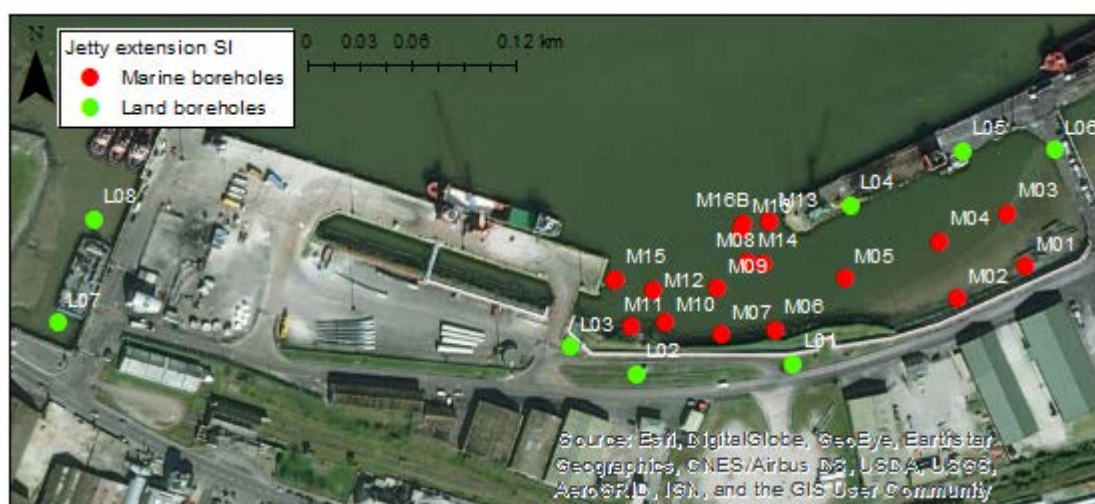 N
Jetty extension SI
Marine boreholes
Land boreholes
0 0.03 0.06 0.12 km
L05
L06
L04
L08
M16B
M13
M03
M04
M08
M14
M01
M15
M09
M05
M12
M02
M11
M10
M07
M06
L07
L03
L02
L01
Source: Esri, DigitalGlobe, GeoEye, Earthstar
Geographics, CNES/Airbus DS, USDA, USGS,
AeroGRID, IGN, and the GIS User Community